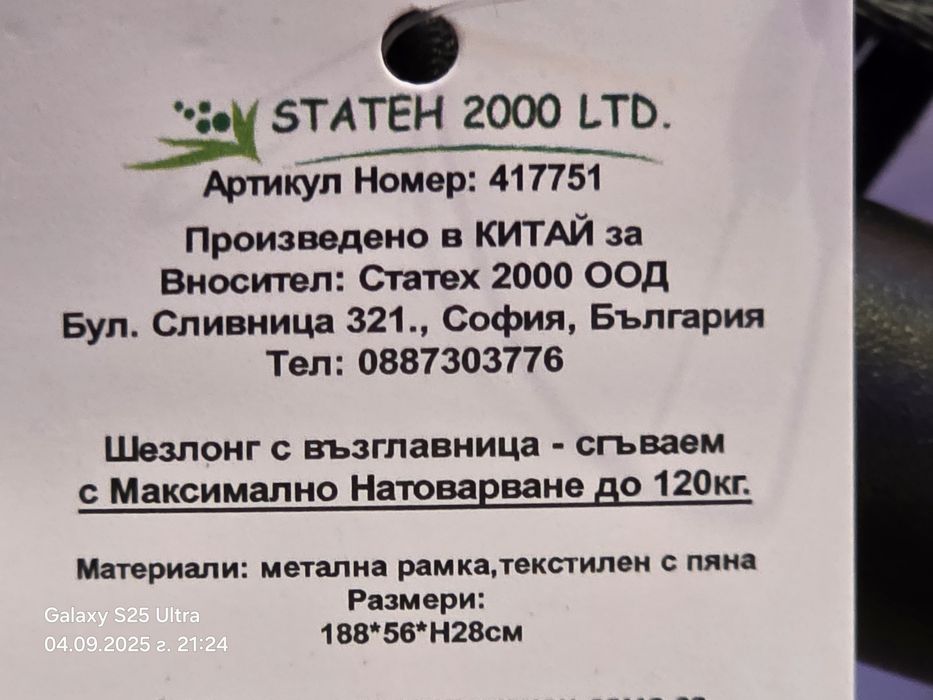 STATEH 2000 LTD.
Артикул Номер: 417751
Произведено в КИТАЙ за
Вносител: Статех 2000 ООД
Бул. Сливница 321., София, България
Тел: 0887303776
Шезлонг с възглавница - сгъваем
с Максимално Натоварване до 120кг.
Материали: метална рамка,текстилен с пяна
Размери:
188*56*Н28см
Galaxy S25 Ultra
04.09.2025 г. 21:24